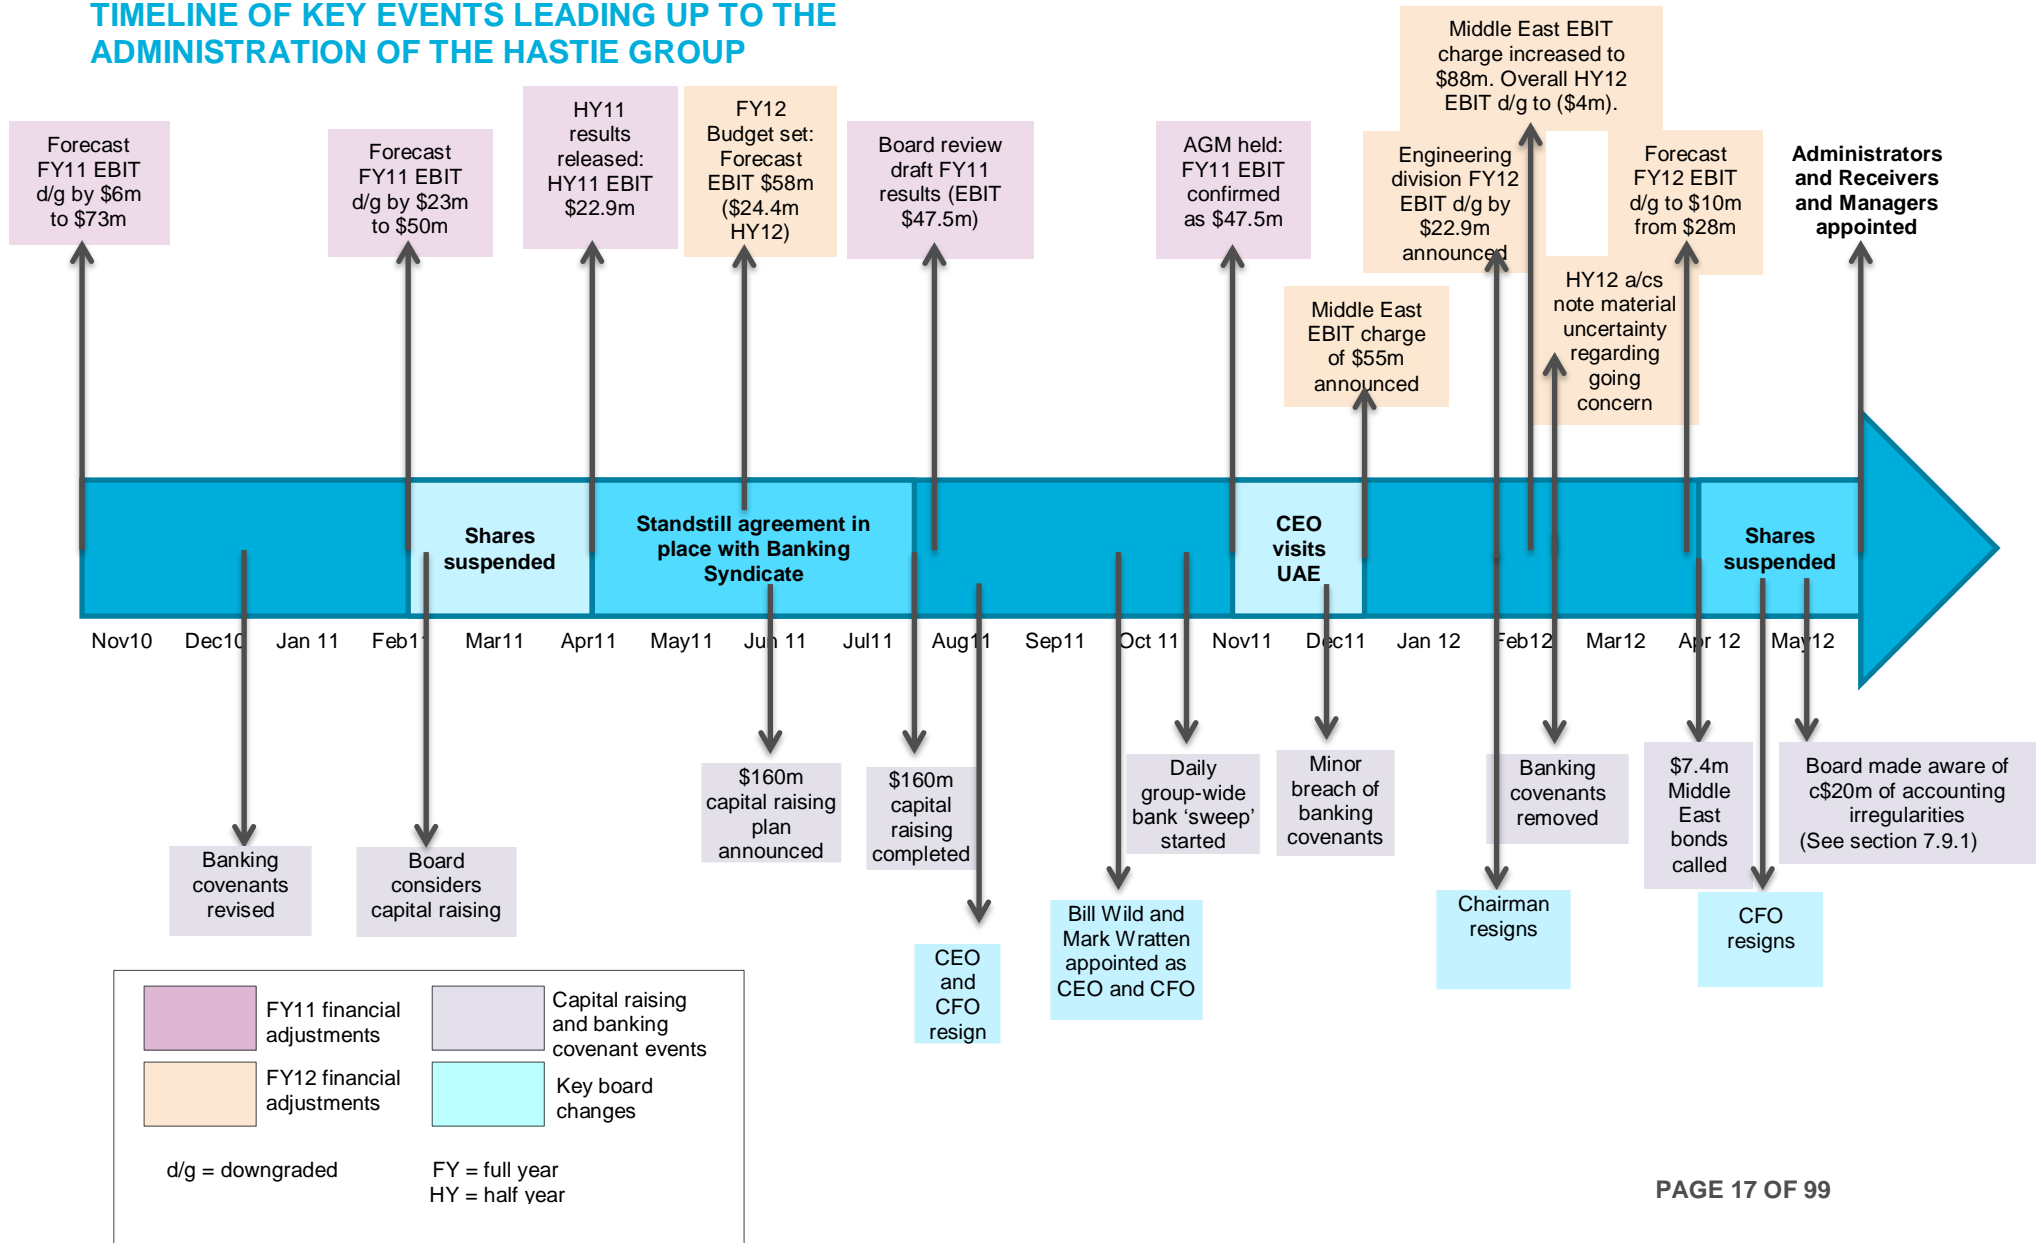 TIMELINE OF KEY EVENTS LEADING UP TO THE
ADMINISTRATION OF THE HASTIE GROUP
Forecast
FY11 EBIT
d/g by $6m
to $73m
Forecast
FY11 EBIT
d/g by $23m
to $50m
HY11
results
released:
HY11 EBIT
$22.9m
FY12
Budget set:
Forecast
EBIT $58m
($24.4m
HY12)
Board review
draft FY11
results (EBIT
$47.5m)
AGM held:
FY11 EBIT
confirmed
as $47.5m
Middle East
EBIT charge
of $55m
announced
Engineering
division FY12
EBIT d/g by
$22.9m
announced
Middle East EBIT
charge increased to
$88m. Overall HY12
EBIT d/g to ($4m).
HY12 a/cs
note material
uncertainty
regarding
going
concern
Forecast
FY12 EBIT
d/g to $10m
from $28m
Administrators
and Receivers
and Managers
appointed
Shares
suspended
Standstill agreement in
place with Banking
Syndicate
CEO
visits
UAE
Shares
suspended
Nov10 Dec10 Jan 11 Feb11 Mar11 Apr11 May11 Jun 11 Jul11 Aug11 Sep11 Oct 11 Nov11 Dec11 Jan 12 Feb12 Mar12 Apr 12 May12
Banking
covenants
revised
Board
considers
capital raising
$160m
capital raising
plan
announced
$160m
capital
raising
completed
CEO
and
CFO
resign
Bill Wild and
Mark Wratten
appointed as
CEO and CFO
Daily
group-wide
bank ‘sweep’
started
Minor
breach of
banking
covenants
Chairman
resigns
Banking
covenants
removed
$7.4m
Middle
East
bonds
called
CFO
resigns
Board made aware of
c$20m of accounting
irregularities
(See section 7.9.1)
FY11 financial
adjustments
Capital raising
and banking
covenant events
FY12 financial
adjustments
Key board
changes
d/g = downgraded
FY = full year
HY = half year
PAGE 17 OF 99